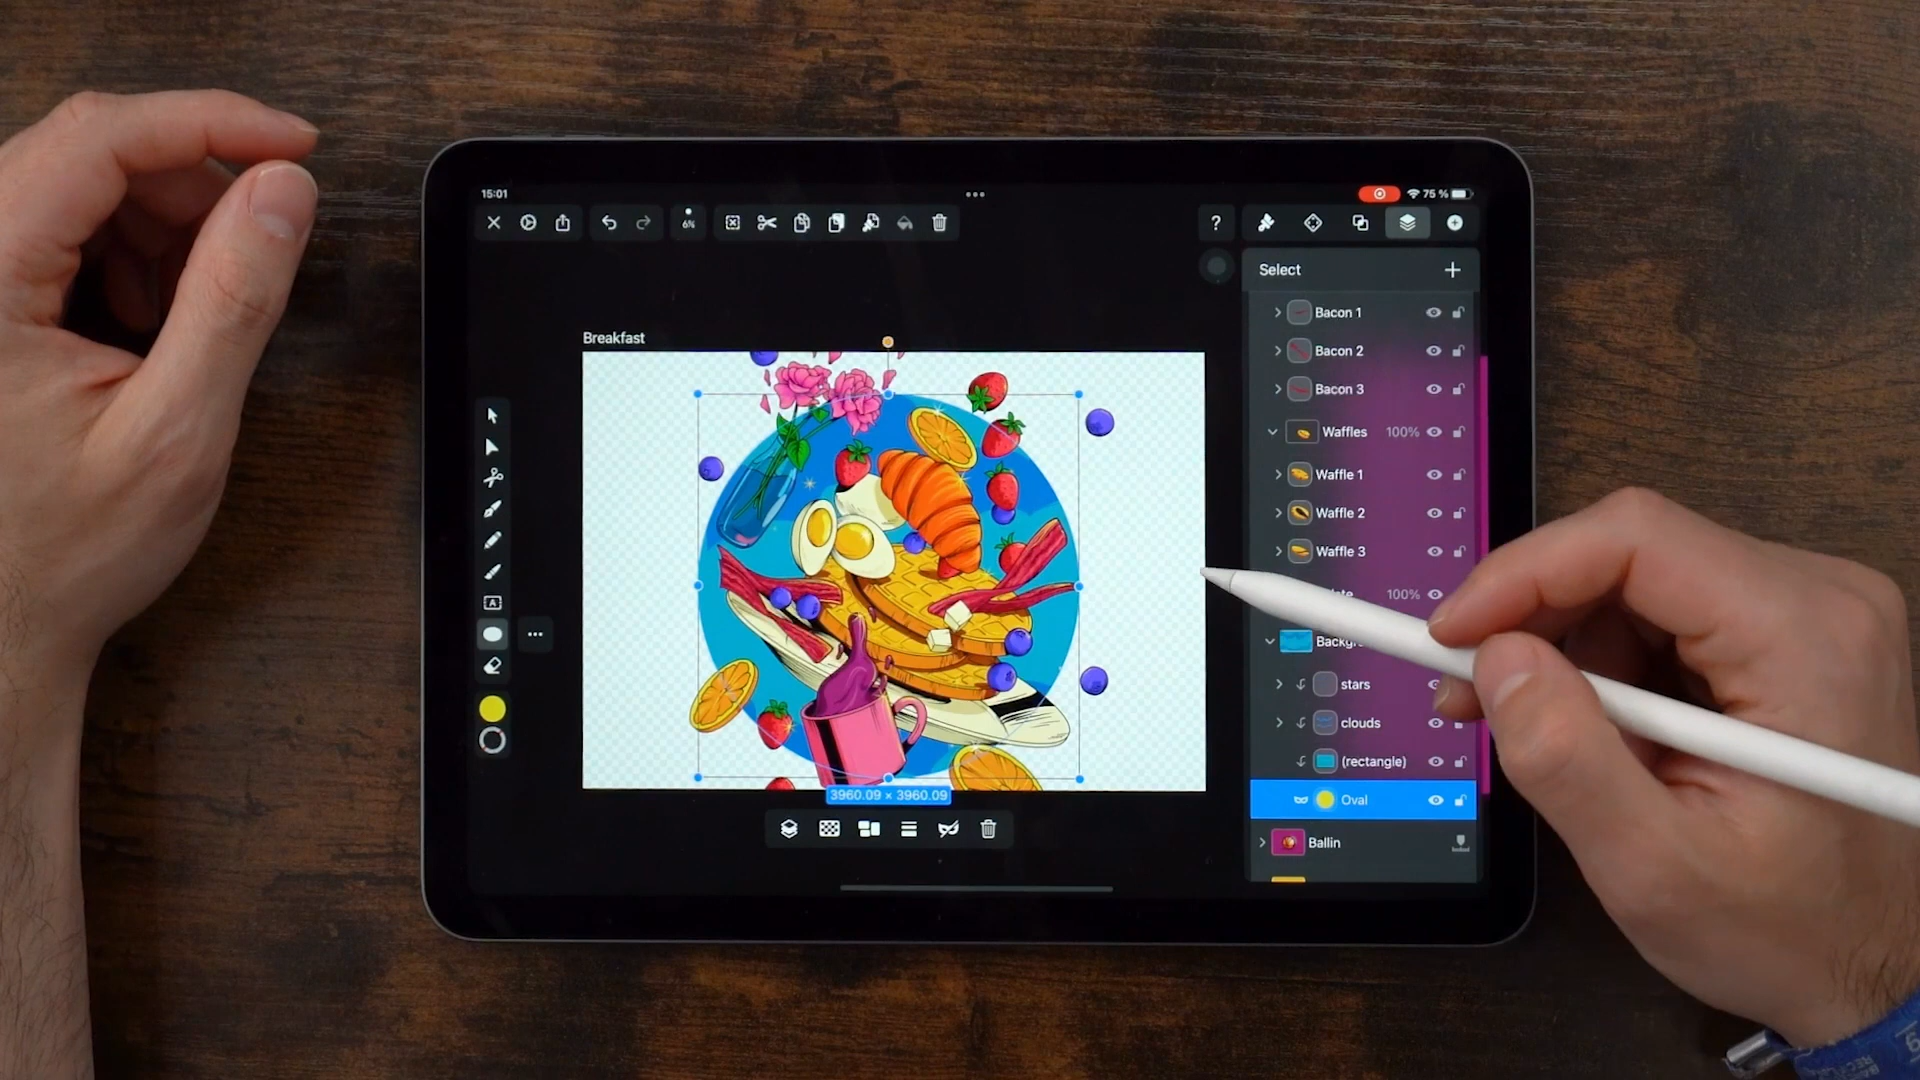 15:01
75 %
6%
?
Select
Breakfast
Bacon 1
Bacon 2
Bacon 3
Waffles 100%
Waffle 1
Waffle 2
Waffle 3
100%
A
stars
clouds
(rectangle)
3960.09 × 3960.09
Oval
Ballin